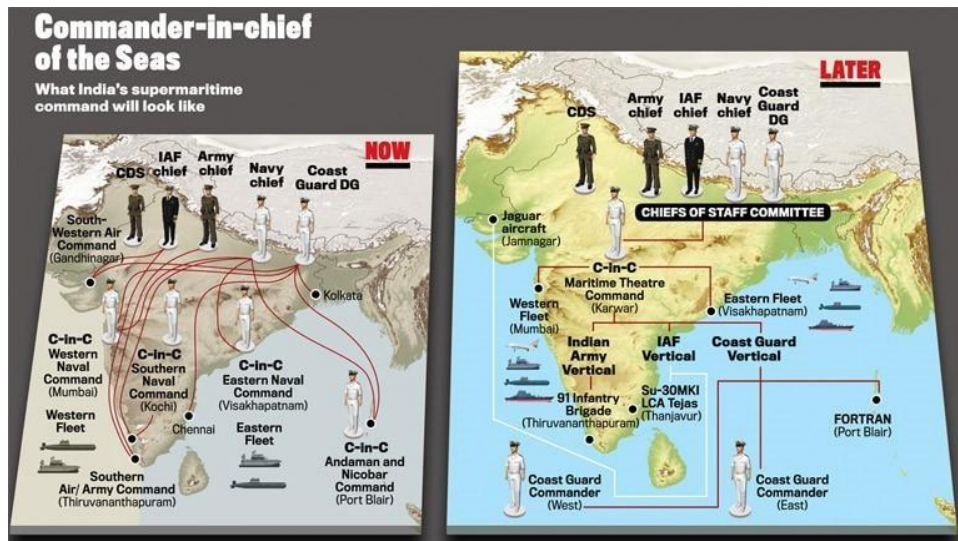 Commander-in-chief
of the Seas
What India's supermaritime
command will look like
NOW
CDS
IAF
chief
Army
chief
Navy
chief
Coast
Guard DG
South-
Western Air
Command
(Gandhinagar)
Kolkata
C-in-C
Western
Naval
Command
(Mumbai)
C-in-C
Southern
Naval
Command
(Kochi)
C-in-C
Eastern Naval
Command
(Visakhapatnam)
Western
Fleet
Chennai
Eastern
Fleet
C-in-C
Andaman and
Nicobar
Command
(Port Blair)
Southern
Air/ Army Command
(Thiruvananthapuram)
LATER
CDS
Army
chief
IAF
chief
Navy
chief
Coast
Guard
DG
CHIEFS OF STAFF COMMITTEE
Jaguar
aircraft
(Jamnagar)
C-in-C
Maritime Theatre
Command
(Karwar)
Western
Fleet
(Mumbai)
Eastern Fleet
(Visakhapatnam)
Indian
Army
Vertical
IAF
Vertical
Coast Guard
Vertical
91 Infantry
Brigade
(Thiruvananthapuram)
Su-30MKI
LCA Tejas
(Thanjavur)
FORTRAN
(Port Blair)
Coast Guard
Commander
(West)
Coast Guard
Commander
(East)